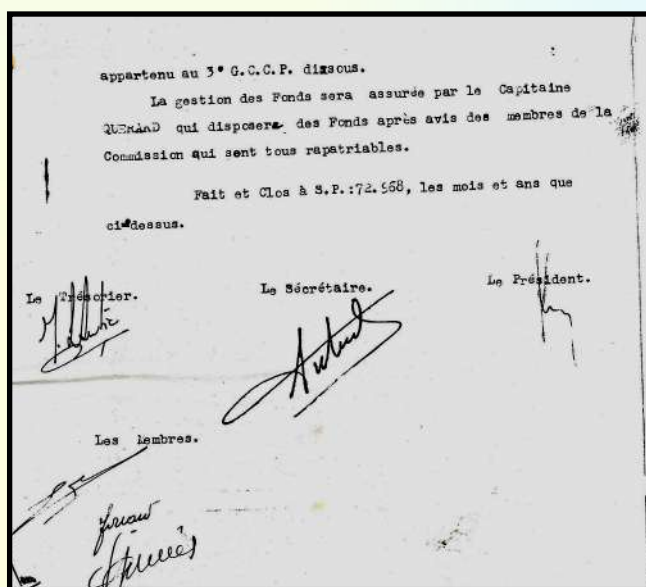 appartenu au 3° G.C.C.P. dissous.
La gestion des Fonds sera assurée par le Capitaine
QUERARD qui disposera des Fonds après avis des membres de la
Commission qui sent tous rapatriables.
Fait et Clos à S.P.:72.968, les mois et ans que
ci-dessus.
Le Trésorier. Le Sécrétaire. Le Président.
Les Membres.